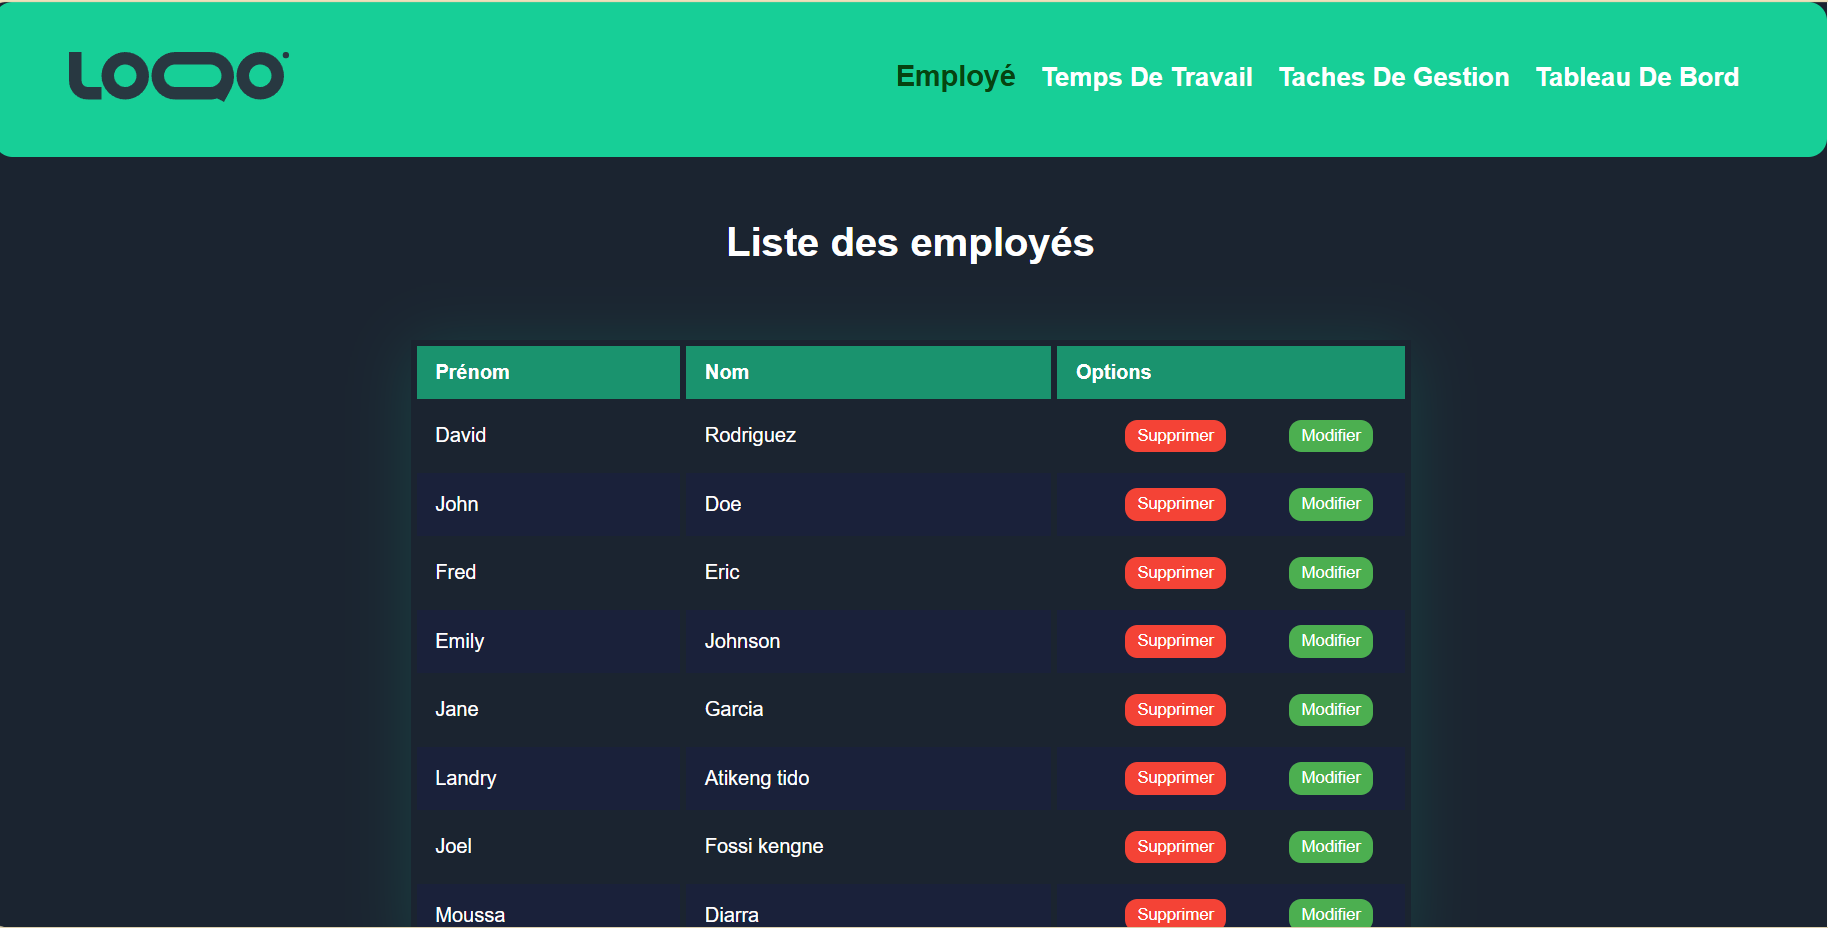 LOQO
Employé Temps De Travail Taches De Gestion Tableau De Bord
Liste des employés
Prénom Nom Options
David Rodriguez Supprimer Modifier
John Doe Supprimer Modifier
Fred Eric Supprimer Modifier
Emily Johnson Supprimer Modifier
Jane Garcia Supprimer Modifier
Landry Atikeng tido Supprimer Modifier
Joel Fossi kengne Supprimer Modifier
Moussa Diarra Supprimer Modifier